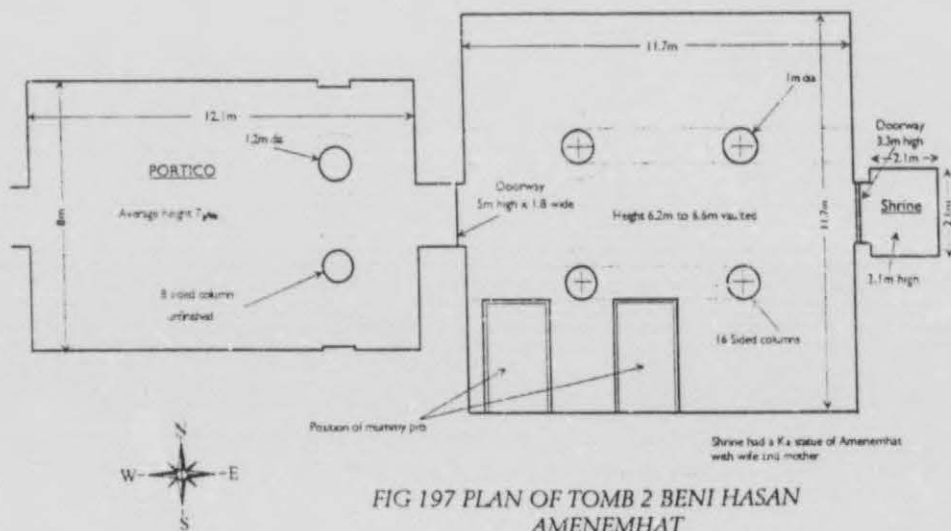 11.7m
12.1m
1.2m dia
PORTICO
Average height 7
8m
8 sided column
unfinished
Doorway
5m high x 1.8 wide
1m dia
Height 6.2m to 6.6m vaulted
11.7m
16 Sided columns
Doorway
3.3m high
2.1m
Shrine
2.1m high
Position of mummy pits
Shrine had a Ka statue of Amenemhat
with wife and mother
N
W
E
S
FIG 197 PLAN OF TOMB 2 BENI HASAN
AMENEMHAT